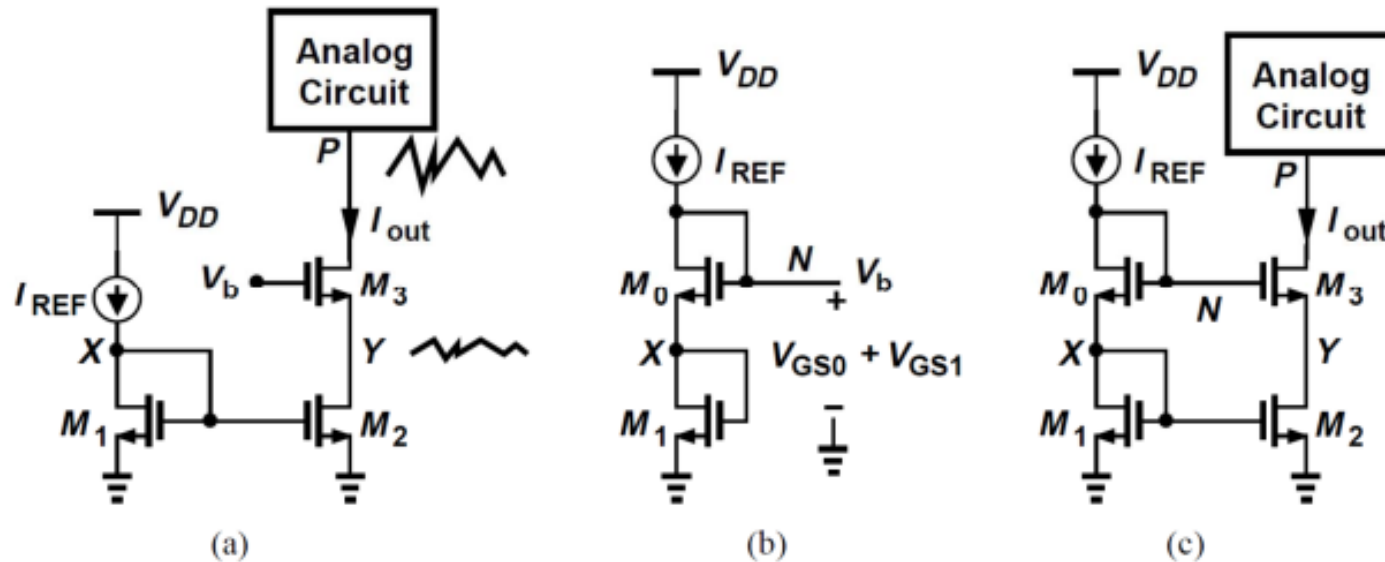 Analog
Circuit
P
V_DD
I_out
V_b
M_3
I_REF
X
Y
M_1
M_2
(a)
V_DD
I_REF
N
V_b
M_0
+
X
V_GS0 + V_GS1
−
M_1
(b)
V_DD
Analog
Circuit
I_REF
P
I_out
M_0
N
M_3
X
Y
M_1
M_2
(c)